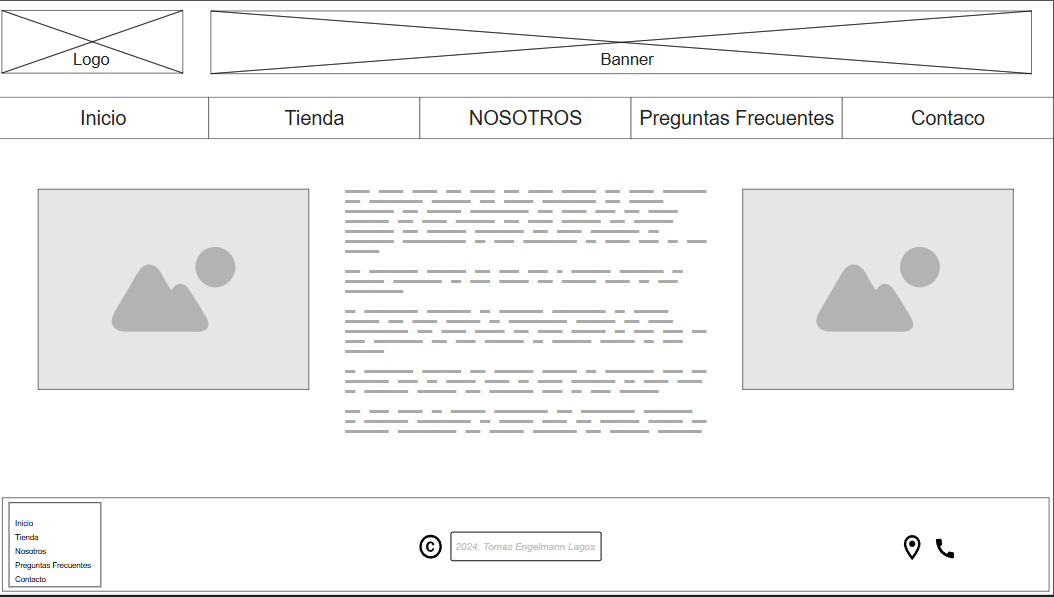 Logo
Banner
Inicio
Tienda
NOSOTROS
Preguntas Frecuentes
Contaco
Inicio
Tienda
Nosotros
Preguntas Frecuentes
Contacto
© 2024. Tomas Engelmann Lagos